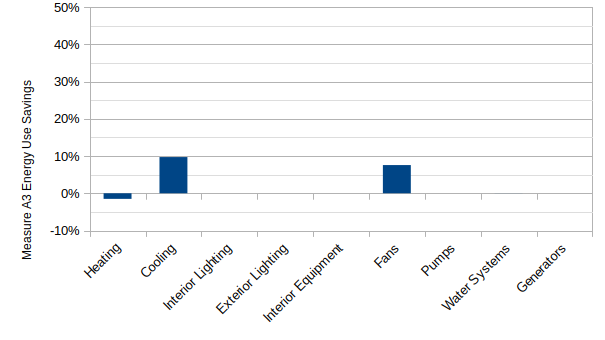 Measure A3 Energy Use Savings
50%
40%
30%
20%
10%
0%
-10%
Heating
Cooling
Interior Lighting
Exterior Lighting
Interior Equipment
Fans
Pumps
Water Systems
Generators